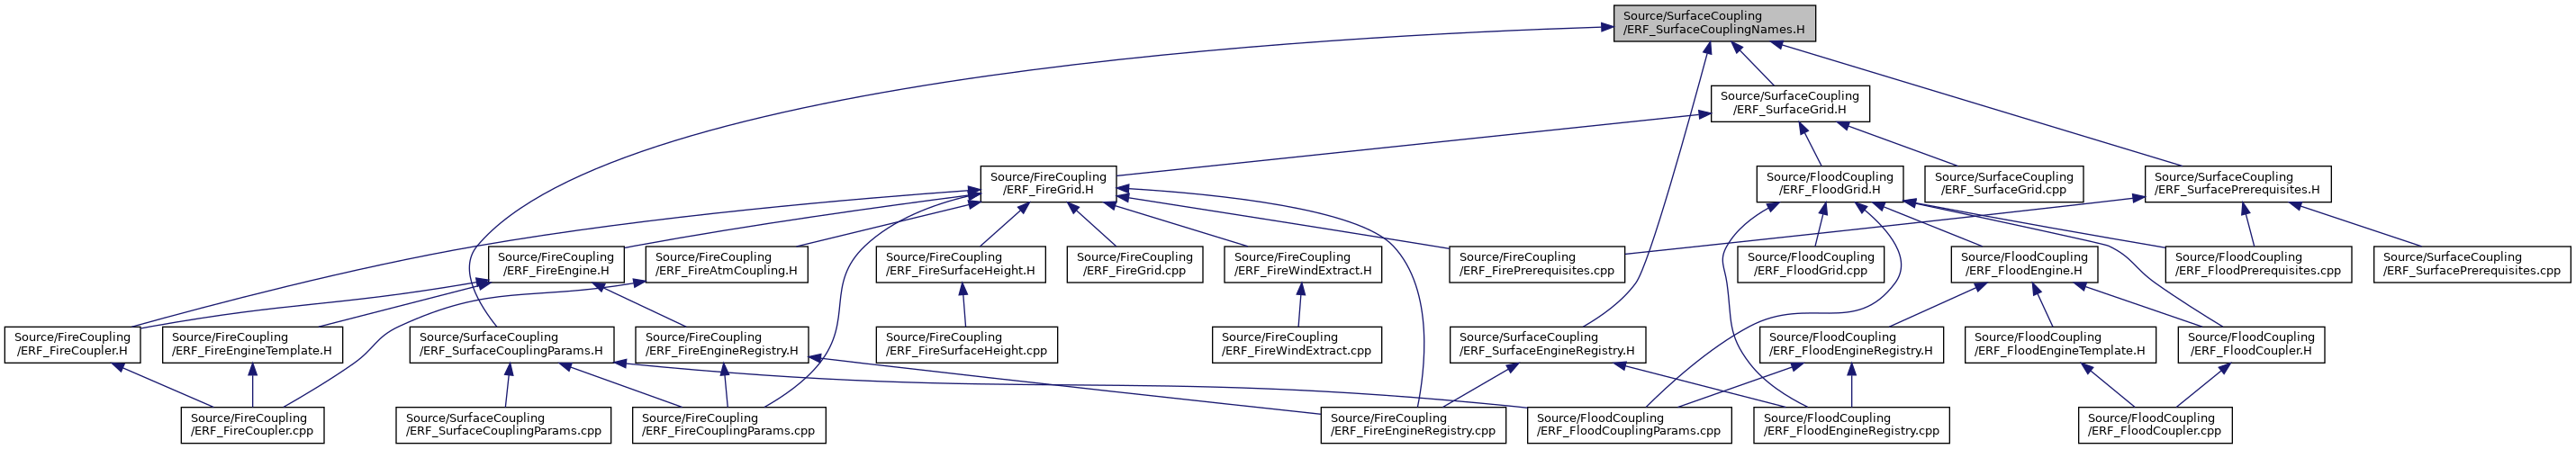 Source/SurfaceCoupling
/ERF_SurfaceCouplingNames.H
Source/SurfaceCoupling
/ERF_SurfaceGrid.H
Source/FireCoupling
/ERF_FireGrid.H
Source/FloodCoupling
/ERF_FloodGrid.H
Source/SurfaceCoupling
/ERF_SurfaceGrid.cpp
Source/SurfaceCoupling
/ERF_SurfacePrerequisites.H
Source/FireCoupling
/ERF_FireEngine.H
Source/FireCoupling
/ERF_FireAtmCoupling.H
Source/FireCoupling
/ERF_FireSurfaceHeight.H
Source/FireCoupling
/ERF_FireGrid.cpp
Source/FireCoupling
/ERF_FireWindExtract.H
Source/FireCoupling
/ERF_FirePrerequisites.cpp
Source/FloodCoupling
/ERF_FloodGrid.cpp
Source/FloodCoupling
/ERF_FloodEngine.H
Source/FloodCoupling
/ERF_FloodPrerequisites.cpp
Source/SurfaceCoupling
/ERF_SurfacePrerequisites.cpp
Source/FireCoupling
/ERF_FireCoupler.H
Source/FireCoupling
/ERF_FireEngineTemplate.H
Source/SurfaceCoupling
/ERF_SurfaceCouplingParams.H
Source/FireCoupling
/ERF_FireEngineRegistry.H
Source/FireCoupling
/ERF_FireSurfaceHeight.cpp
Source/FireCoupling
/ERF_FireWindExtract.cpp
Source/SurfaceCoupling
/ERF_SurfaceEngineRegistry.H
Source/FloodCoupling
/ERF_FloodEngineRegistry.H
Source/FloodCoupling
/ERF_FloodEngineTemplate.H
Source/FloodCoupling
/ERF_FloodCoupler.H
Source/FireCoupling
/ERF_FireCoupler.cpp
Source/SurfaceCoupling
/ERF_SurfaceCouplingParams.cpp
Source/FireCoupling
/ERF_FireCouplingParams.cpp
Source/FireCoupling
/ERF_FireEngineRegistry.cpp
Source/FloodCoupling
/ERF_FloodCouplingParams.cpp
Source/FloodCoupling
/ERF_FloodEngineRegistry.cpp
Source/FloodCoupling
/ERF_FloodCoupler.cpp